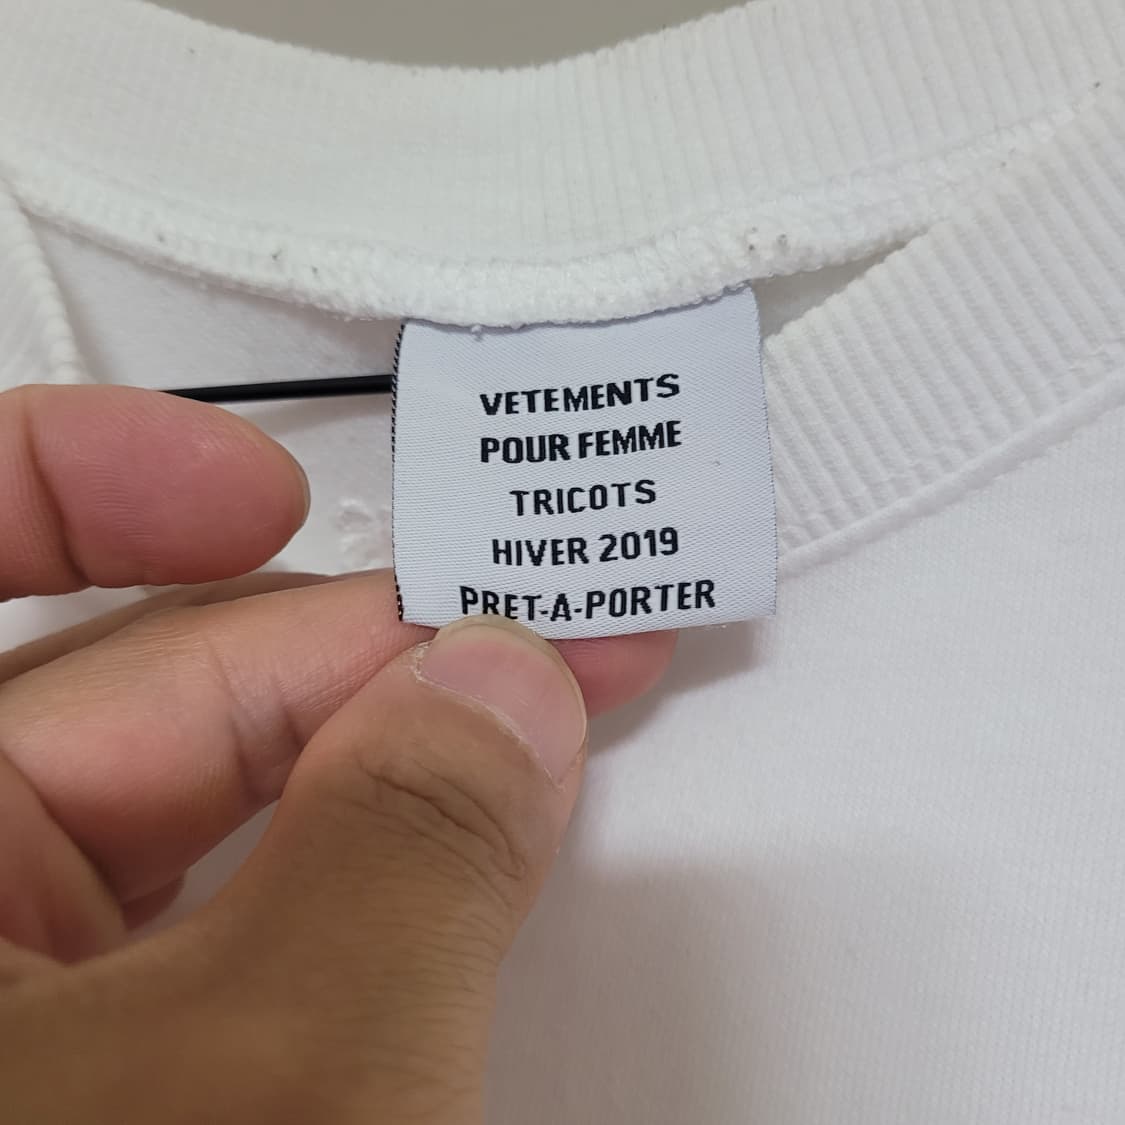 VETEMENTS
POUR FEMME
TRICOTS
HIVER 2019
PRET-A-PORTER